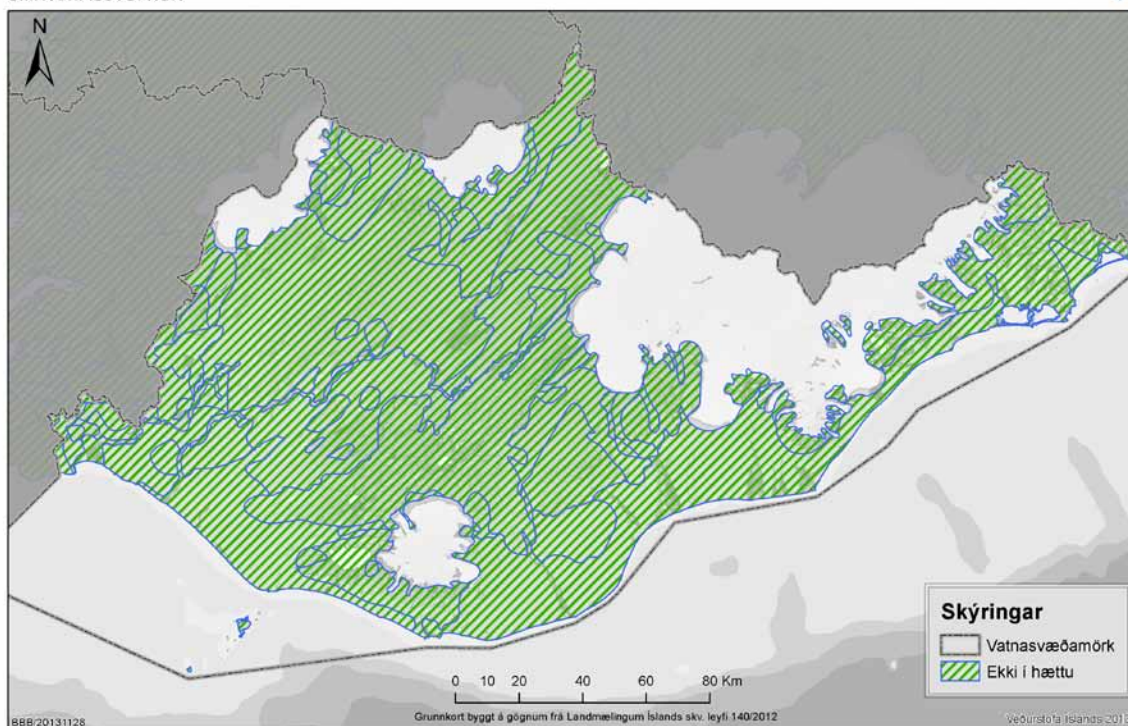 N
Skýringar
Vatnasvæðamörk
Ekki í hættu
0 10 20 40 60 80 Km
Grunnkort byggt á gögnum frá Landmælingum Íslands skv. leyfi 140/2012
BBB/20131128
Veðurstofa Íslands